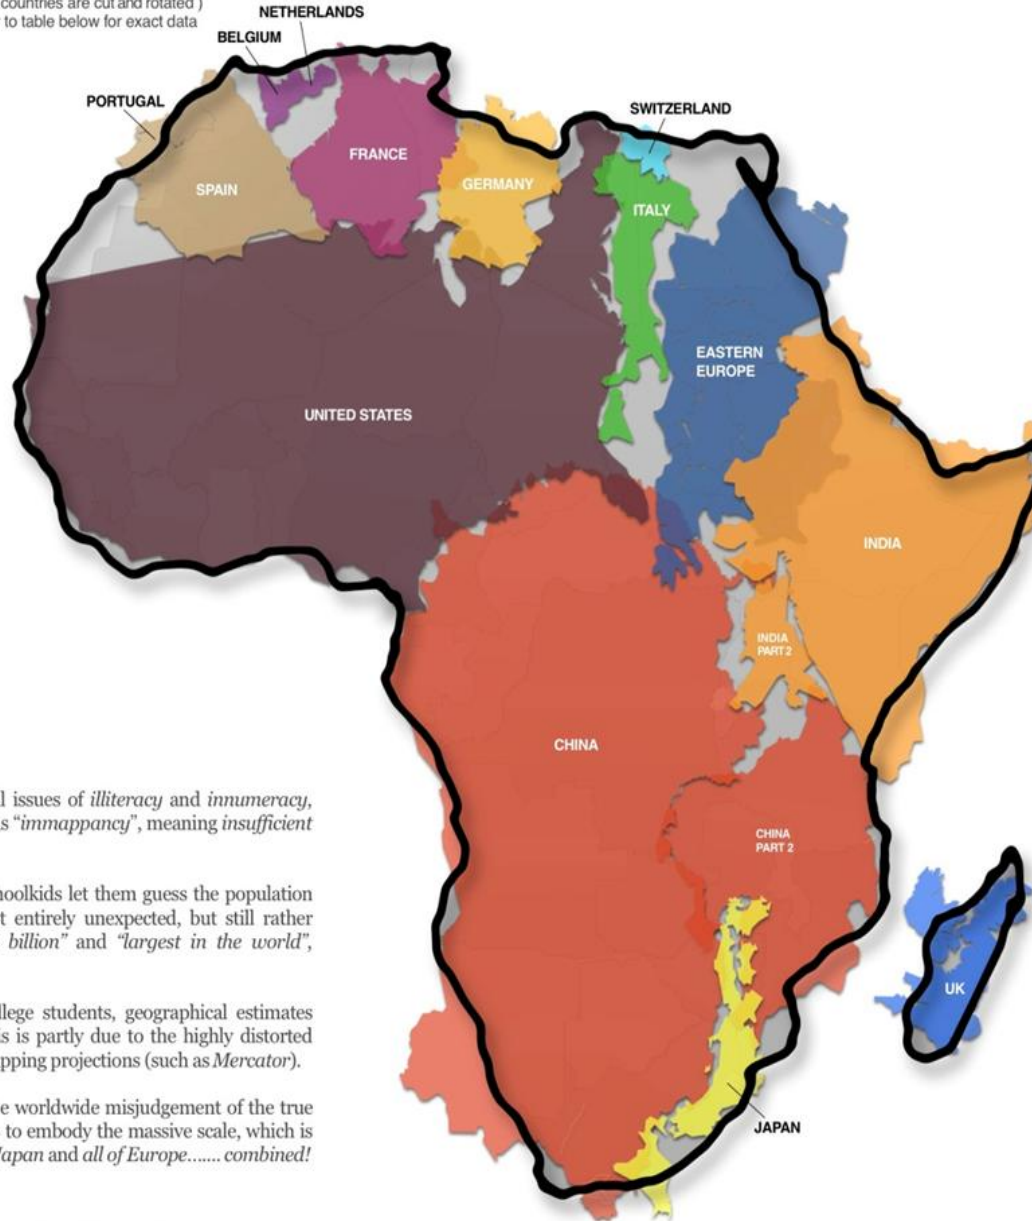 countries are cut and rotated )
to table below for exact data
NETHERLANDS
BELGIUM
PORTUGAL
SWITZERLAND
FRANCE
GERMANY
SPAIN
ITALY
EASTERN
EUROPE
UNITED STATES
INDIA
INDIA
PART 2
CHINA
CHINA
PART 2
UK
JAPAN
l issues of illiteracy and innumeracy,
s “immappancy”, meaning insufficient
oolkids let them guess the population
t entirely unexpected, but still rather
billion” and “largest in the world”,
llege students, geographical estimates
is is partly due to the highly distorted
pping projections (such as Mercator).
e worldwide misjudgement of the true
to embody the massive scale, which is
Japan and all of Europe....... combined!